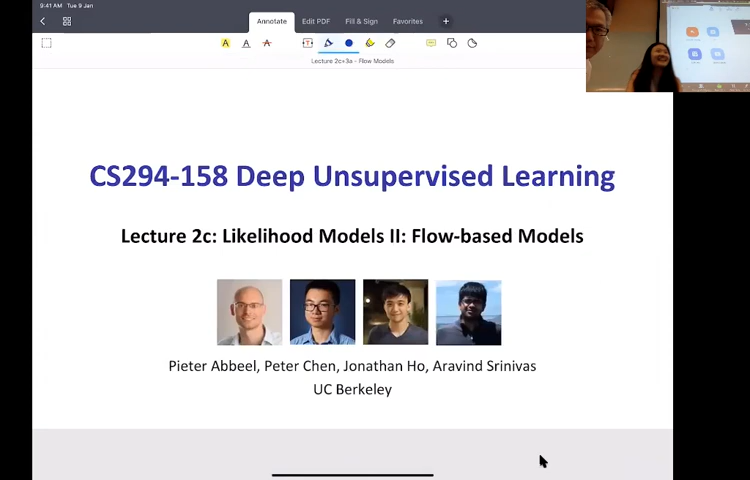 9:41 AM Tue 9 Jan
Annotate
Edit PDF
Fill & Sign
Favorites
Lecture 2c+3a - Flow Models
CS294-158 Deep Unsupervised Learning
Lecture 2c: Likelihood Models II: Flow-based Models
Pieter Abbeel, Peter Chen, Jonathan Ho, Aravind Srinivas
UC Berkeley